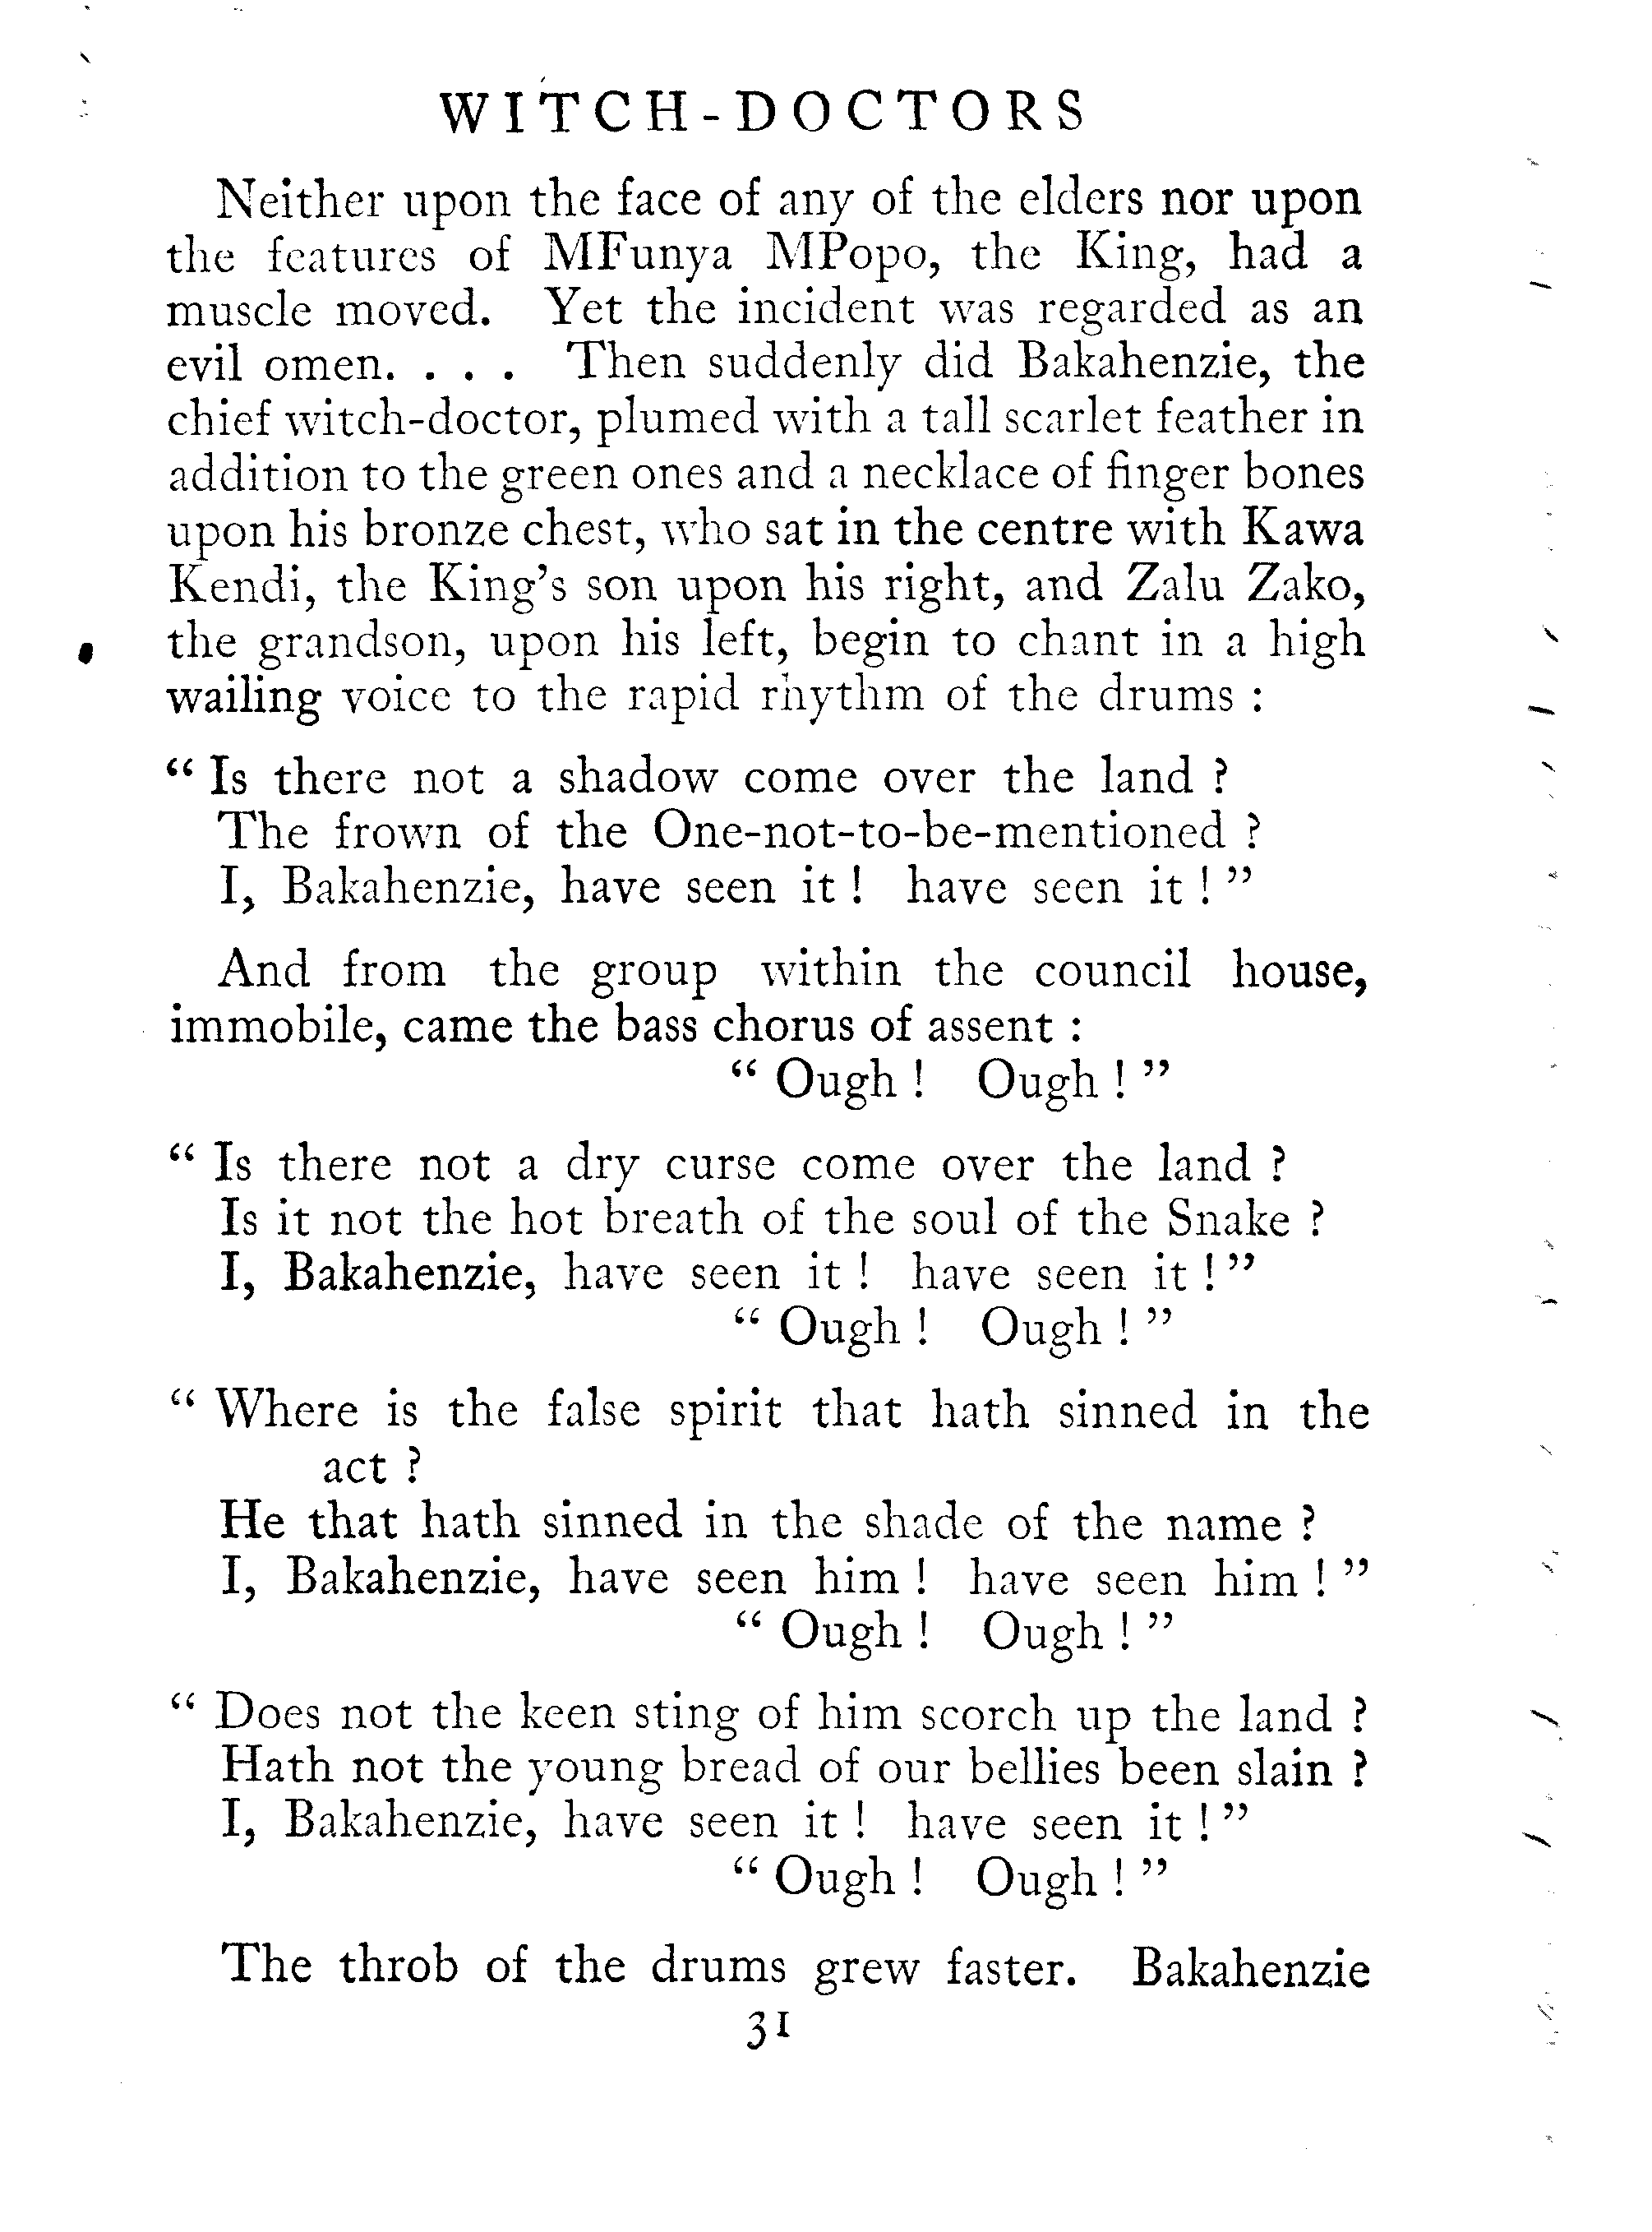 WITCH-DOCTORS
Neither upon the face of any of the elders nor upon
the features of MFunya MPopo, the King, had a
muscle moved. Yet the incident was regarded as an
evil omen. . . . Then suddenly did Bakahenzie, the
chief witch-doctor, plumed with a tall scarlet feather in
addition to the green ones and a necklace of finger bones
upon his bronze chest, who sat in the centre with Kawa
Kendi, the King's son upon his right, and Zalu Zako,
the grandson, upon his left, begin to chant in a high
wailing voice to the rapid rhythm of the drums :
“ Is there not a shadow come over the land ?
The frown of the One-not-to-be-mentioned ?
I, Bakahenzie, have seen it ! have seen it ! ”
And from the group within the council house,
immobile, came the bass chorus of assent :
“ Ough ! Ough ! ”
“ Is there not a dry curse come over the land ?
Is it not the hot breath of the soul of the Snake ?
I, Bakahenzie, have seen it ! have seen it ! ”
“ Ough ! Ough ! ”
“ Where is the false spirit that hath sinned in the
act ?
He that hath sinned in the shade of the name ?
I, Bakahenzie, have seen him ! have seen him ! ”
“ Ough ! Ough ! ”
“ Does not the keen sting of him scorch up the land ?
Hath not the young bread of our bellies been slain ?
I, Bakahenzie, have seen it ! have seen it ! ”
“ Ough ! Ough ! ”
The throb of the drums grew faster. Bakahenzie
31